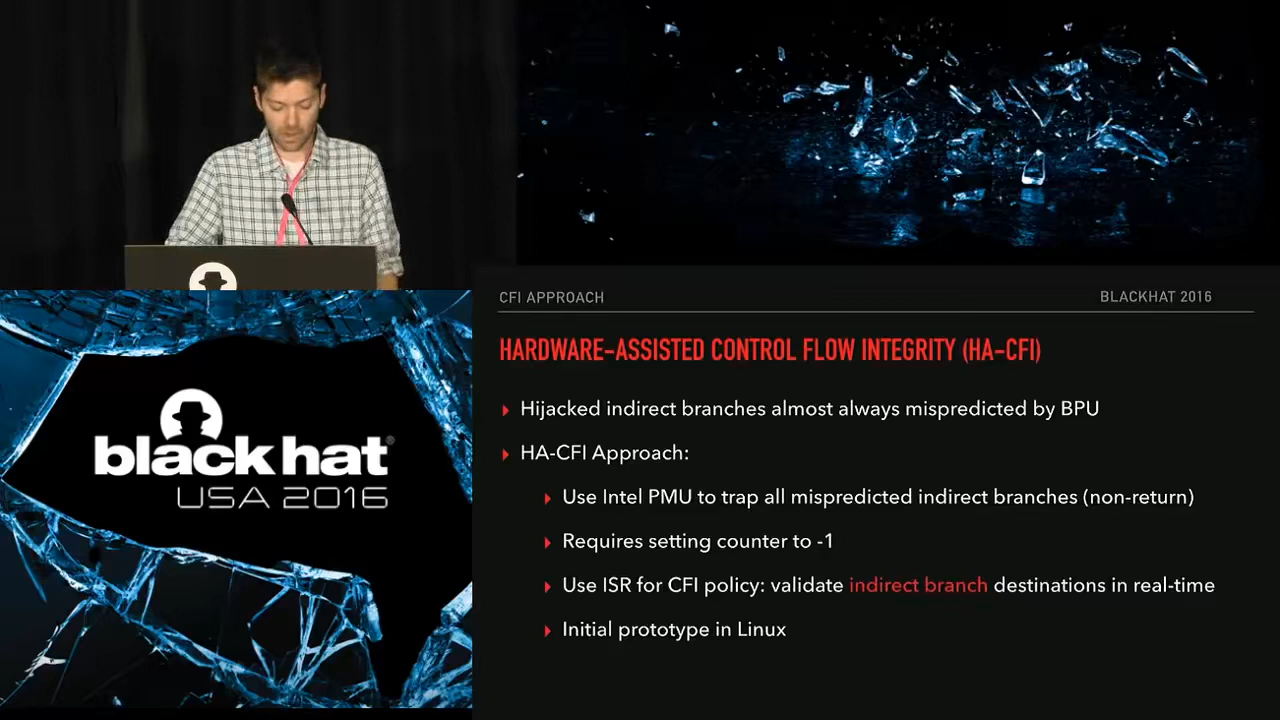 CFI APPROACH
BLACKHAT 2016
HARDWARE-ASSISTED CONTROL FLOW INTEGRITY (HA-CFI)
Hijacked indirect branches almost always mispredicted by BPU
HA-CFI Approach:
Use Intel PMU to trap all mispredicted indirect branches (non-return)
Requires setting counter to -1
Use ISR for CFI policy: validate indirect branch destinations in real-time
Initial prototype in Linux
black hat®
USA 2016